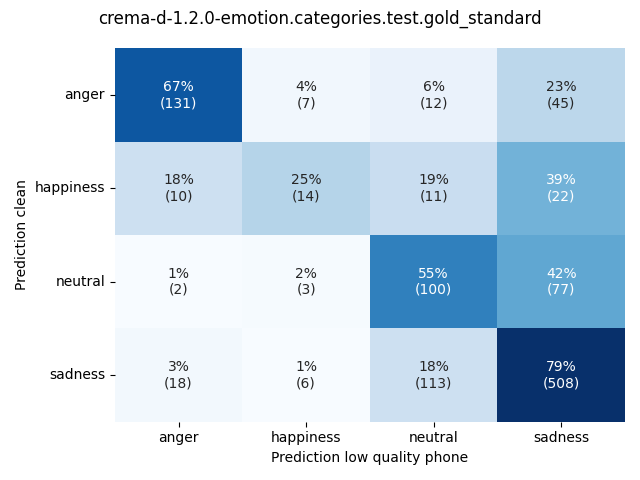 crema-d-1.2.0-emotion.categories.test.gold_standard
anger
67% 4% 6% 23%
(131) (7) (12) (45)
happiness
18% 25% 19% 39%
(10) (14) (11) (22)
neutral
1% 2% 55% 42%
(2) (3) (100) (77)
sadness
3% 1% 18% 79%
(18) (6) (113) (508)
Prediction clean
anger happiness neutral sadness
Prediction low quality phone